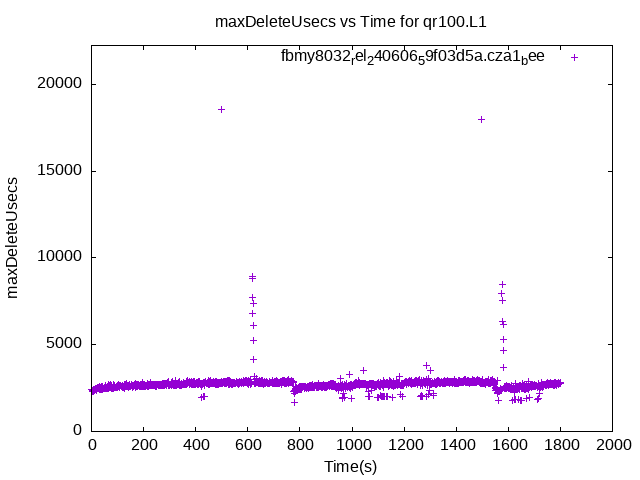 maxDeleteUsecs vs Time for qr100.L1
fbmy8032rel24060659f03d5a.cza1bee
20000
15000
10000
5000
0
maxDeleteUsecs
0 200 400 600 800 1000 1200 1400 1600 1800 2000
Time(s)